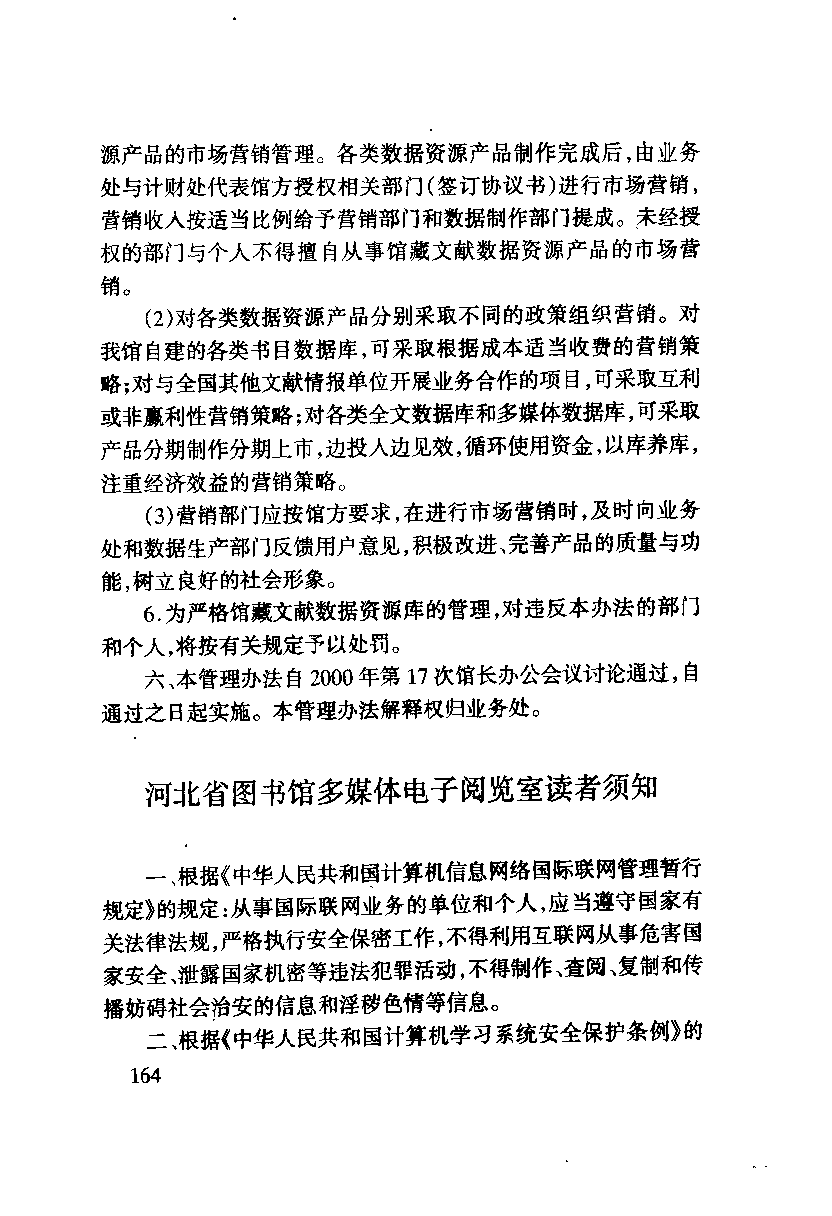 源产品的市场营销管理。各类数据资源产品制作完成后,由业务
处与计财处代表馆方授权相关部门(签订协议书)进行市场营销,
营销收入按适当比例给予营销部门和数据制作部门提成。未经授
权的部门与个人不得擅自从事馆藏文献数据资源产品的市场营
销。
(2)对各类数据资源产品分别采取不同的政策组织营销。对
我馆自建的各类书目数据库,可采取根据成本适当收费的营销策
略;对与全国其他文献情报单位开展业务合作的项目,可采取互利
或非赢利性营销策略;对各类全文数据库和多媒体数据库,可采取
产品分期制作分期上市,边投入边见效,循环使用资金,以库养库,
注重经济效益的营销策略。
(3)营销部门应按馆方要求,在进行市场营销时,及时向业务
处和数据生产部门反馈用户意见,积极改进、完善产品的质量与功
能,树立良好的社会形象。
6.为严格馆藏文献数据资源库的管理,对违反本办法的部门
和个人,将按有关规定予以处罚。
六、本管理办法自 2000 年第 17 次馆长办公会议讨论通过,自
通过之日起实施。本管理办法解释权归业务处。
河北省图书馆多媒体电子阅览室读者须知
一、根据《中华人民共和国计算机信息网络国际联网管理暂行
规定》的规定:从事国际联网业务的单位和个人,应当遵守国家有
关法律法规,严格执行安全保密工作,不得利用互联网从事危害国
家安全、泄露国家机密等违法犯罪活动,不得制作、查阅、复制和传
播妨碍社会治安的信息和淫秽色情等信息。
二、根据《中华人民共和国计算机学习系统安全保护条例》的
164